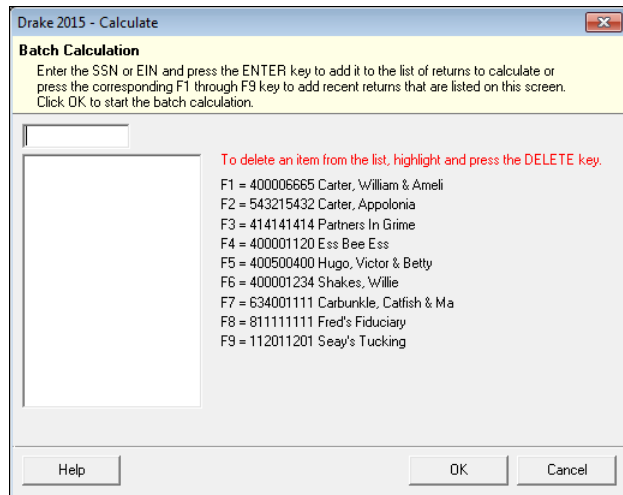 Drake 2015 - Calculate
Batch Calculation
Enter the SSN or EIN and press the ENTER key to add it to the list of returns to calculate or
press the corresponding F1 through F9 key to add recent returns that are listed on this screen.
Click OK to start the batch calculation.
To delete an item from the list, highlight and press the DELETE key.
F1 = 400006665 Carter, William & Ameli
F2 = 543215432 Carter, Appolonia
F3 = 414141414 Partners In Grime
F4 = 400001120 Ess Bee Ess
F5 = 400500400 Hugo, Victor & Betty
F6 = 400001234 Shakes, Willie
F7 = 634001111 Carbunkle, Catfish & Ma
F8 = 811111111 Fred's Fiduciary
F9 = 112011201 Seay's Tucking
Help
OK
Cancel